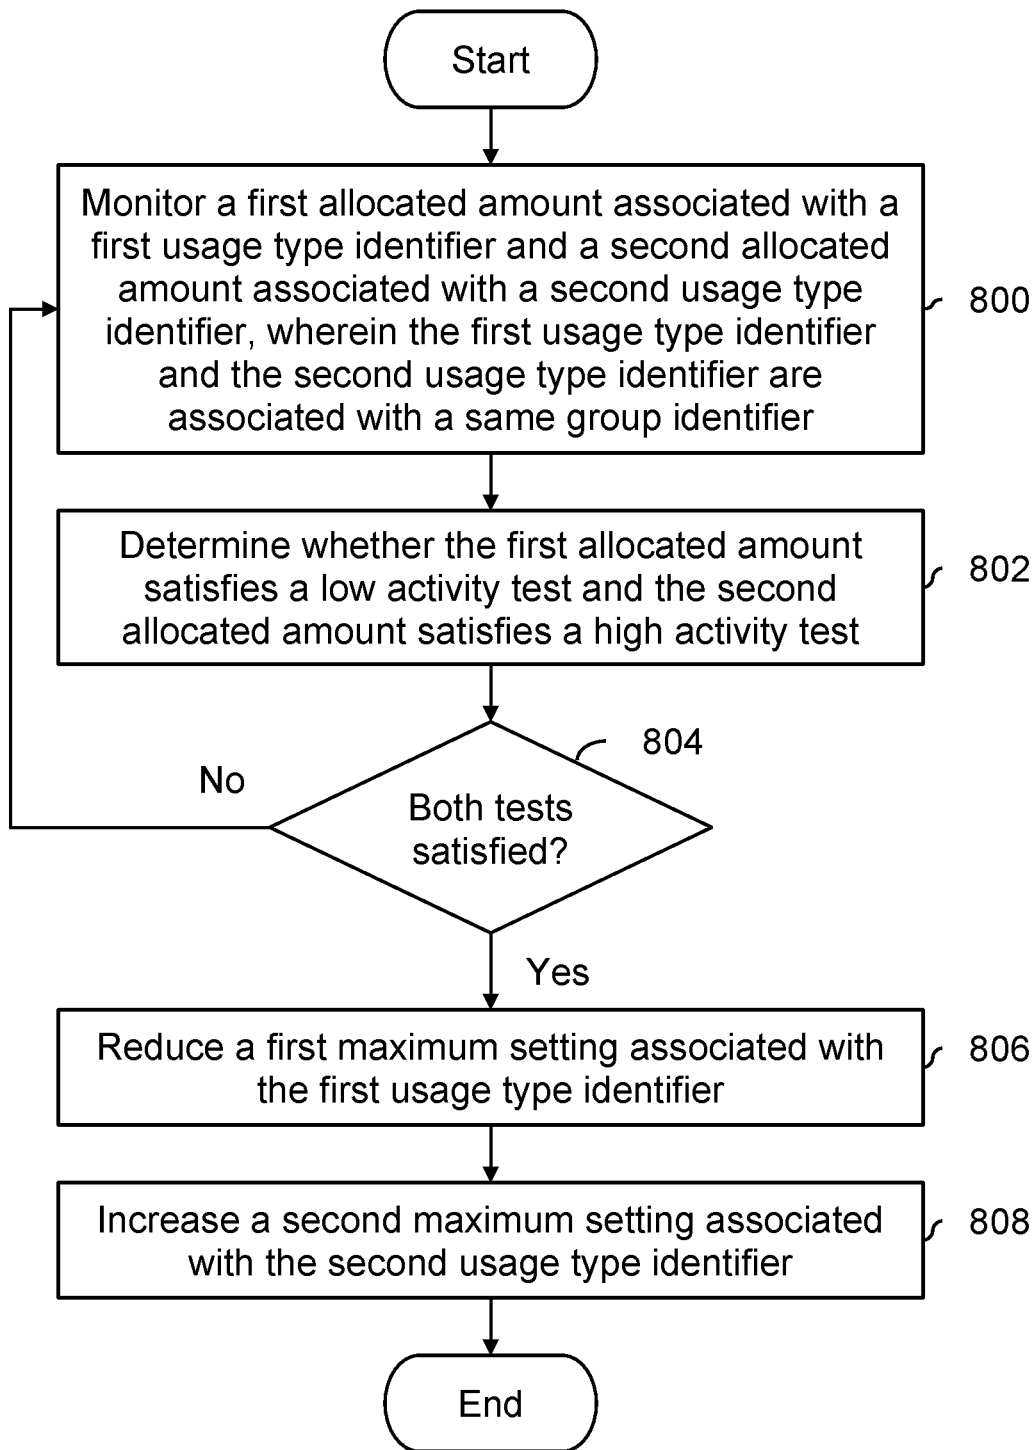 Start
Monitor a first allocated amount associated with a
first usage type identifier and a second allocated
amount associated with a second usage type
identifier, wherein the first usage type identifier
and the second usage type identifier are
associated with a same group identifier
800
Determine whether the first allocated amount
satisfies a low activity test and the second
allocated amount satisfies a high activity test
802
804
No
Both tests
satisfied?
Yes
Reduce a first maximum setting associated with
the first usage type identifier
806
Increase a second maximum setting associated
with the second usage type identifier
808
End